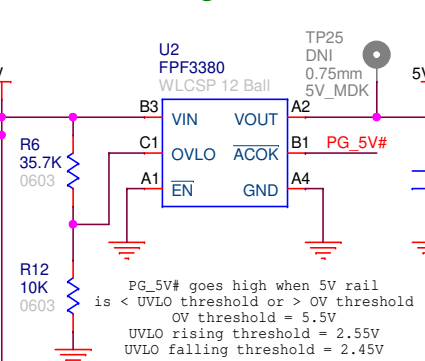 TP25
DNI
0.75mm
5V_MDK
U2
FPF3380
WLCSP 12 Ball
5V
B3
A2
VIN
VOUT
C1
B1
PG_5V#
OVLO
ACOK
A1
A4
EN
GND
R6
35.7K
0603
R12
10K
0603
PG_5V# goes high when 5V rail
is < UVLO threshold or > OV threshold
OV threshold = 5.5V
UVLO rising threshold = 2.55V
UVLO falling threshold = 2.45V